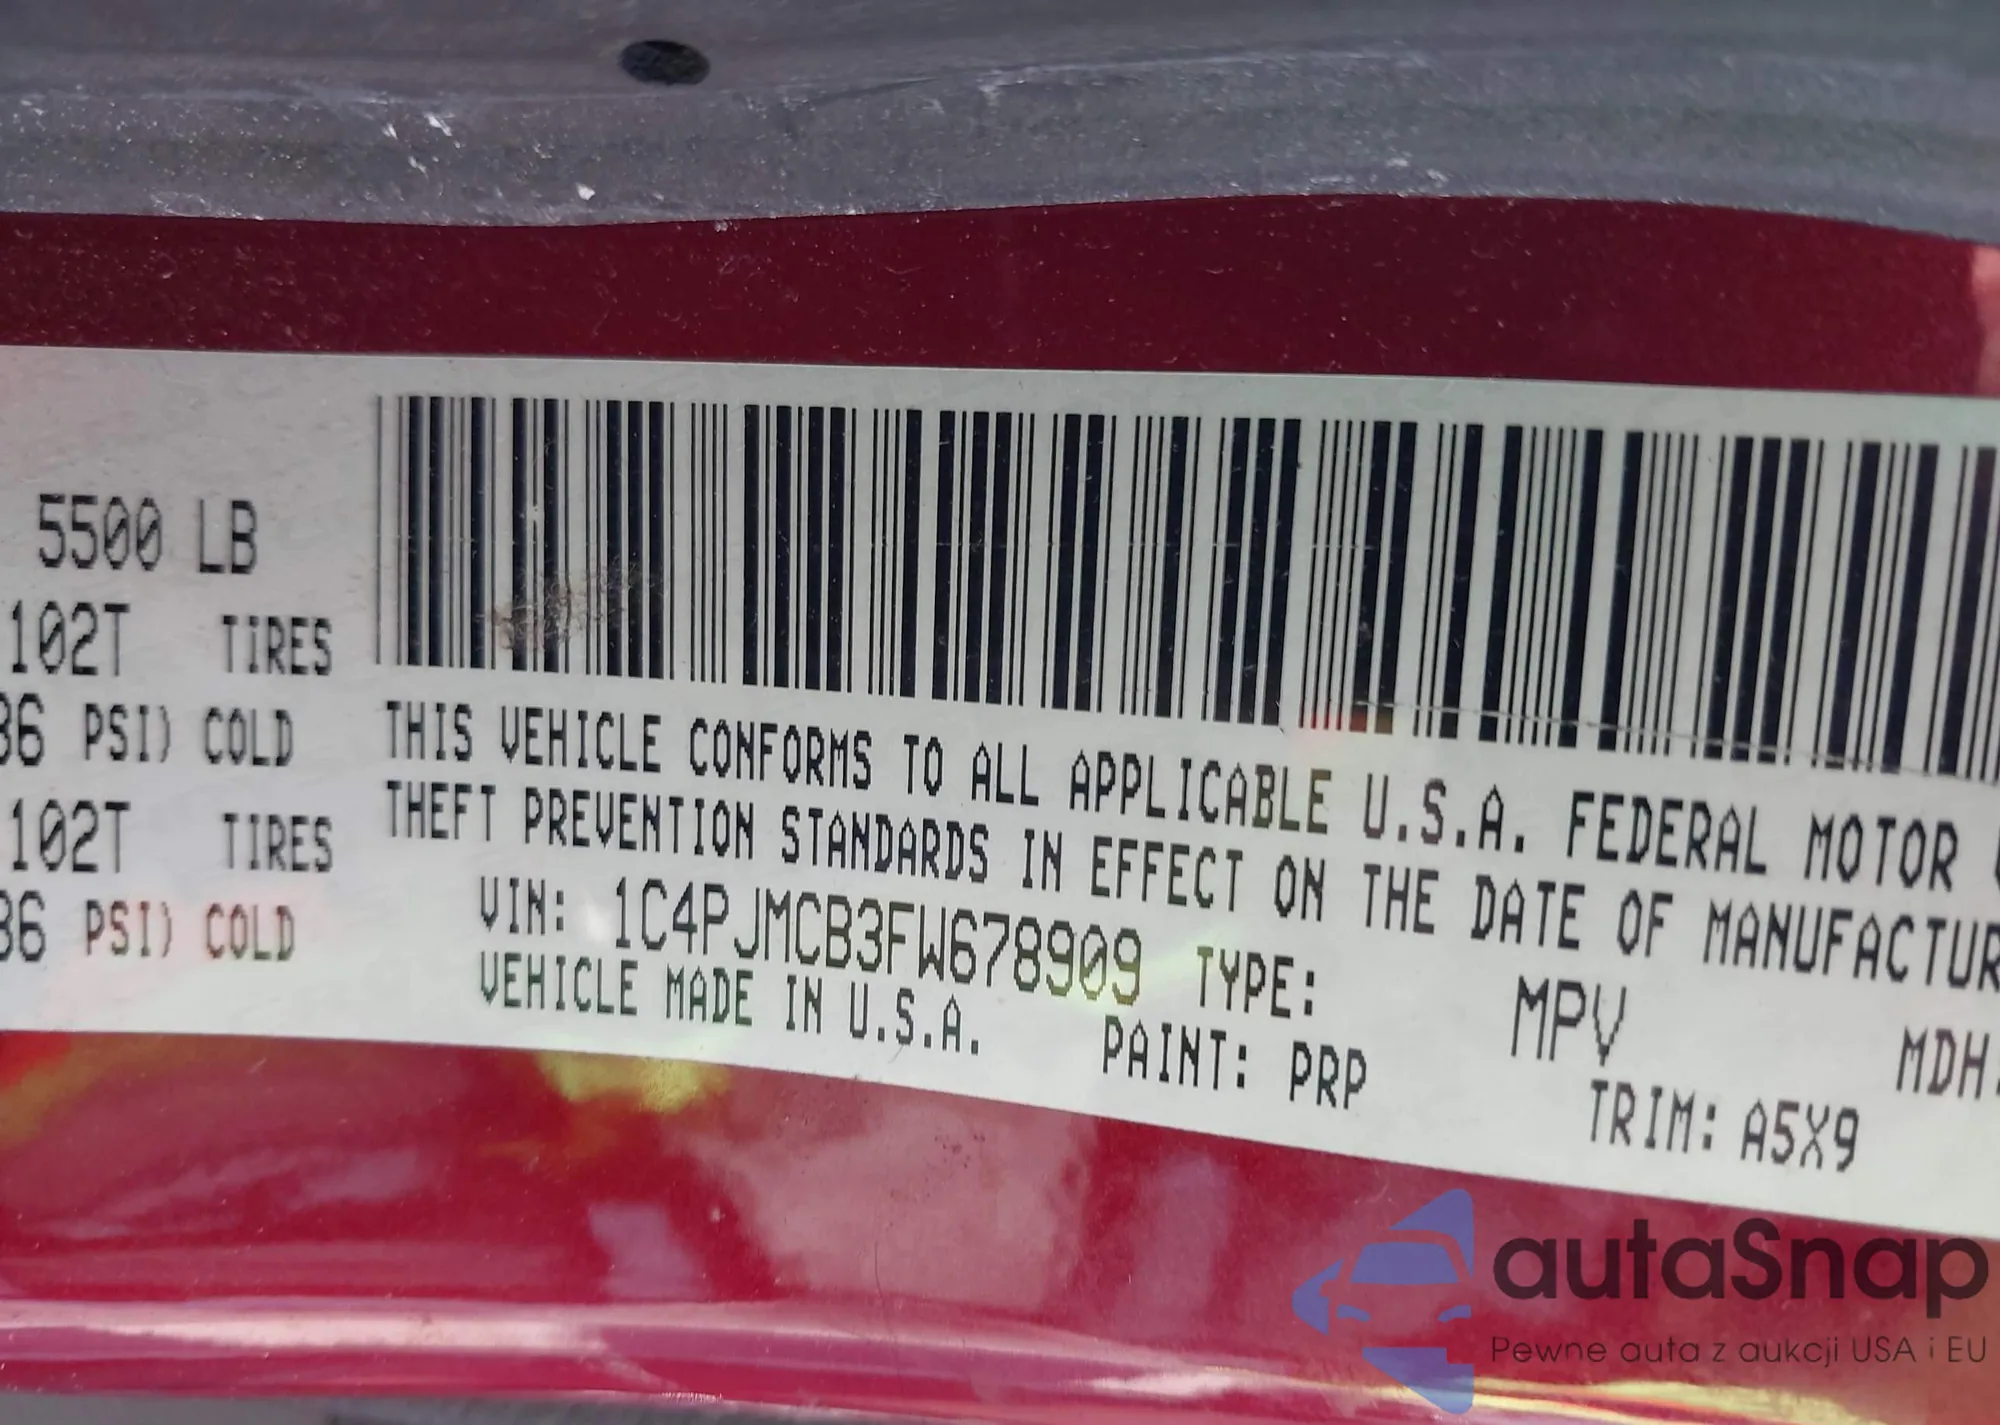 5500 LB
102T TIRES
36 PSI) COLD
102T TIRES
36 PSI) COLD
THIS VEHICLE CONFORMS TO ALL APPLICABLE U.S.A. FEDERAL MOTOR
THEFT PREVENTION STANDARDS IN EFFECT ON THE DATE OF MANUFACTUR
VIN: 1C4PJMCB3FW678909 TYPE: MPV MDH:
VEHICLE MADE IN U.S.A. PAINT: PRP TRIM: A5X9
autaSnap
Pewne auta z aukcji USA i EU